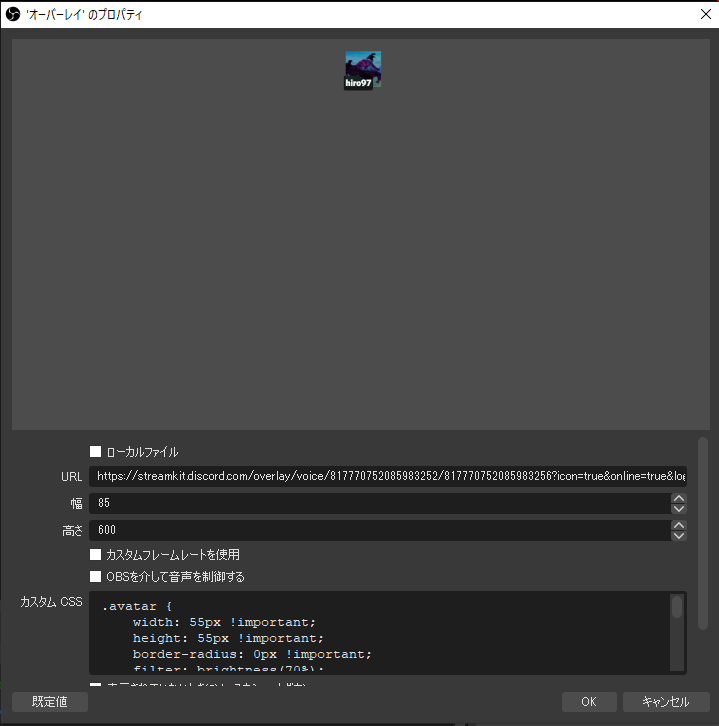 'オーバーレイ' のプロパティ
hiro97
ローカルファイル
URL https://streamkit.discord.com/overlay/voice/817770752085983252/817770752085983256?icon=true&online=true&log
幅 85
高さ 600
カスタムフレームレートを使用
OBSを介して音声を制御する
カスタム CSS .avatar {
width: 55px !important;
height: 55px !important;
border-radius: 0px !important;
filter: brightness(70%);
既定値 OK キャンセル